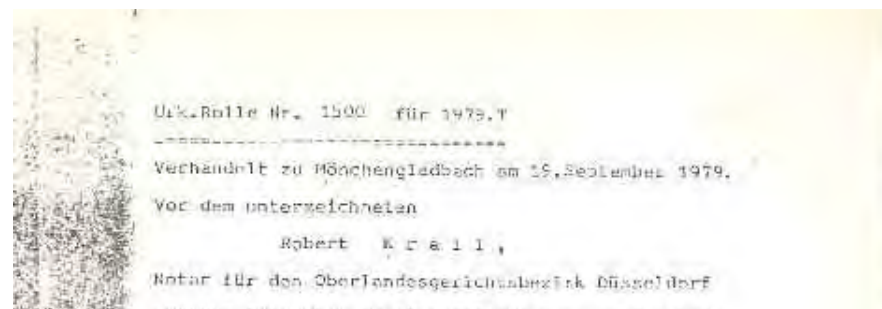 Urk.Rolle Nr. 1500 für 1979.T
Verhandelt zu Mönchengladbach am 19.September 1979.
Vor dem unterzeichneten
Robert K r a l l ,
Notar für den Oberlandesgerichtsbezirk Düsseldorf